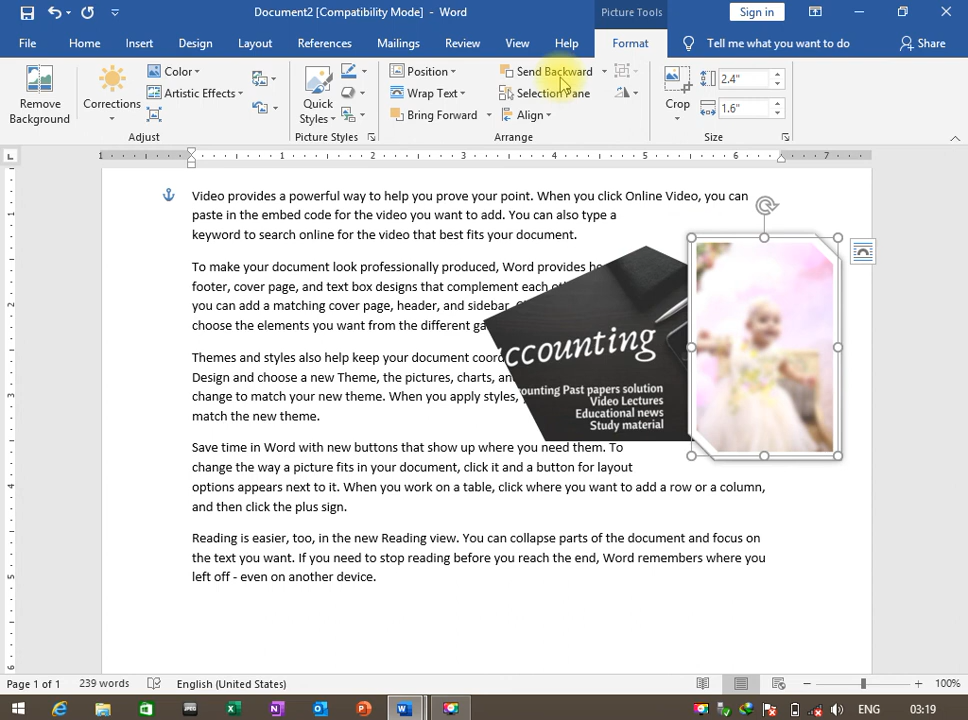 Document2 [Compatibility Mode] - Word
Picture Tools
Sign in
File
Home
Insert
Design
Layout
References
Mailings
Review
View
Help
Format
Tell me what you want to do
Share
Remove
Background
Corrections
Color
Artistic Effects
Adjust
Quick
Styles
Picture Styles
Position
Wrap Text
Bring Forward
Send Backward
Selection Pane
Align
Arrange
Crop
2.4"
1.6"
Size
1 1 2 3 4 5 6 7
Video provides a powerful way to help you prove your point. When you click Online Video, you can
paste in the embed code for the video you want to add. You can also type a
keyword to search online for the video that best fits your document.
To make your document look professionally produced, Word provides
footer, cover page, and text box designs that complement each
you can add a matching cover page, header, and sidebar.
choose the elements you want from the different
Themes and styles also help keep your document
Design and choose a new Theme, the pictures, charts,
change to match your new theme. When you apply styles,
match the new theme.
ccounting
ounting Past papers solution
Video Lectures
Educational news
Study material
Save time in Word with new buttons that show up where you need them. To
change the way a picture fits in your document, click it and a button for layout
options appears next to it. When you work on a table, click where you want to add a row or a column,
and then click the plus sign.
Reading is easier, too, in the new Reading view. You can collapse parts of the document and focus on
the text you want. If you need to stop reading before you reach the end, Word remembers where you
left off - even on another device.
Page 1 of 1
239 words
English (United States)
100%
ENG
03:19